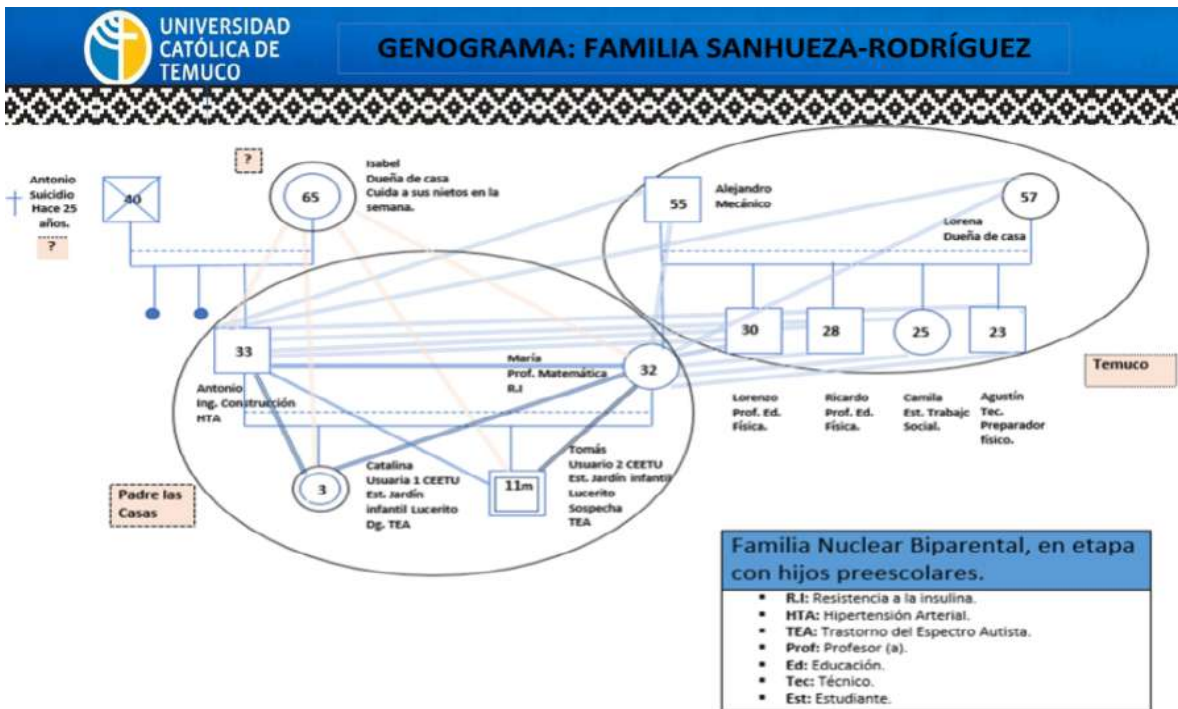 UNIVERSIDAD
CATÓLICA DE
TEMUCO
GENOGRAMA: FAMILIA SANHUEZA-RODRÍGUEZ
Antonio
Suicidio
Hace 25
años.
?
40
?
65
Isabel
Dueña de casa
Cuida a sus nietos en la
semana.
55
Alejandro
Mecánico
57
Lorena
Dueña de casa
33
Antonio
Ing. Construcción
HTA
María
Prof. Matemática
R.I
32
30
28
25
23
Lorenzo
Prof. Ed.
Física.
Ricardo
Prof. Ed.
Física.
Camila
Est. Trabajc
Social.
Agustín
Tec.
Preparador
físico.
Temuco
Padre las
Casas
3
Catalina
Usuaria 1 CEETU
Est. Jardín
infantil Lucerito
Dg. TEA
11m
Tomás
Usuario 2 CEETU
Est. Jardín infantil
Lucerito
Sospecha
TEA
Familia Nuclear Biparental, en etapa
con hijos preescolares.
▪ R.I: Resistencia a la insulina.
▪ HTA: Hipertensión Arterial.
▪ TEA: Trastorno del Espectro Autista.
▪ Prof: Profesor (a).
▪ Ed: Educación.
▪ Tec: Técnico.
▪ Est: Estudiante.